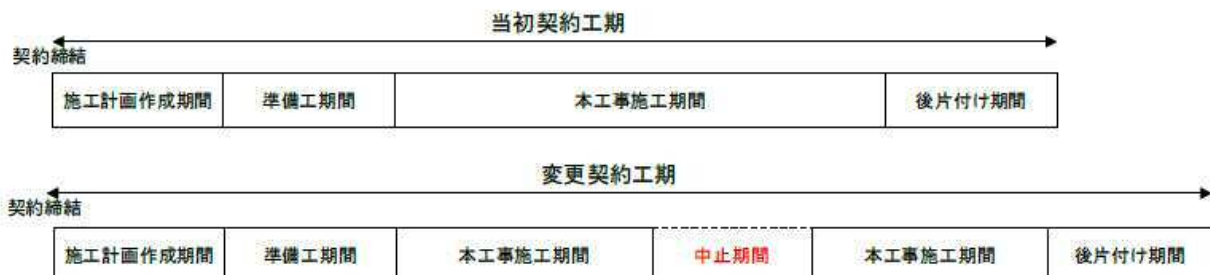 当初契約工期
契約締結
施工計画作成期間 準備工期間 本工事施工期間 後片付け期間
変更契約工期
契約締結
施工計画作成期間 準備工期間 本工事施工期間 中止期間 本工事施工期間 後片付け期間